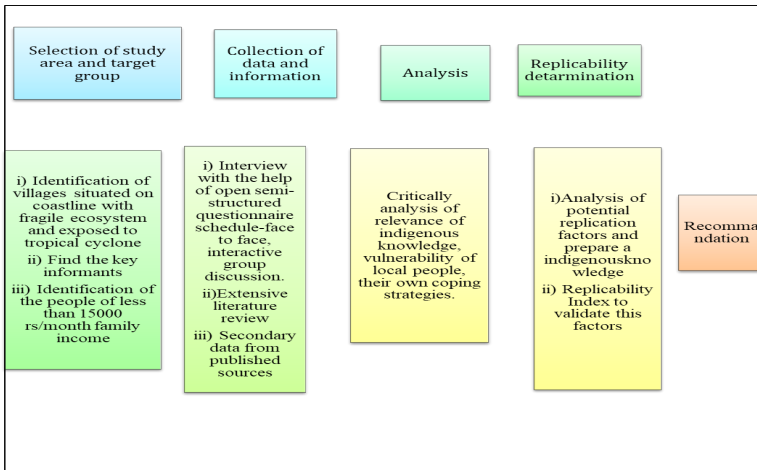 Selection of study
area and target
group
Collection of
data and
information
Analysis
Replicability
detarmination
i) Identification of
villages situated on
coastline with
fragile ecosystem
and exposed to
tropical cyclone
ii) Find the key
informants
iii) Identification of
the people of less
than 15000
rs/month family
income
i) Interview
with the help
of open semi-
structured
questionnaire
schedule-face
to face,
interactive
group
discussion.
ii)Extensive
literature
review
iii) Secondary
data from
published
sources
Critically
analysis of
relevance of
indigenous
knowledge,
vulnerability of
local people,
their own coping
strategies.
i)Analysis of
potential
replication
factors and
prepare a
indigenouskno
wledge
ii) Replicability
Index to
validate this
factors
Recomma
ndation